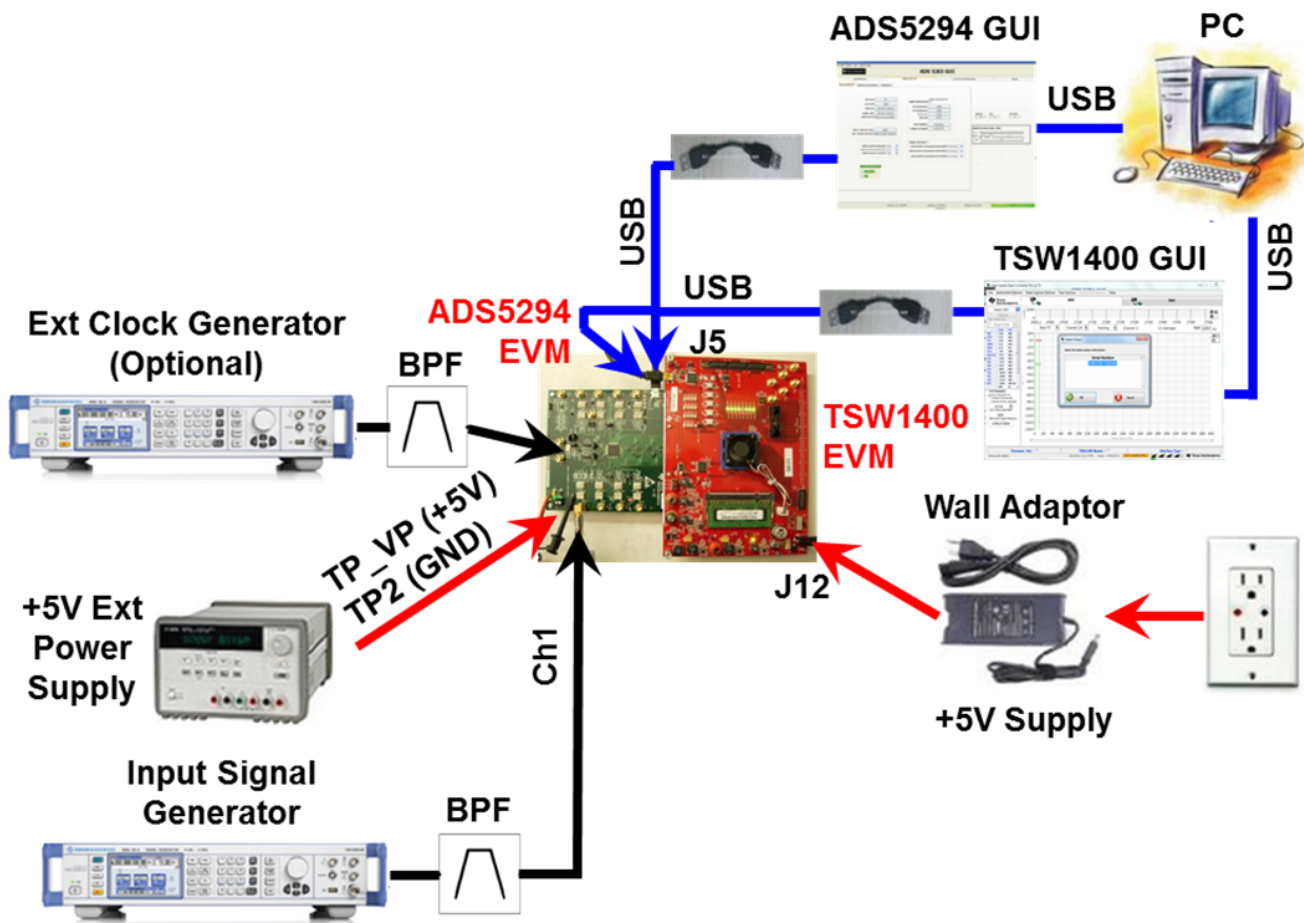 ADS5294 GUI
PC
USB
USB
USB
TSW1400 GUI
USB
ADS5294
EVM
J5
Ext Clock Generator
(Optional)
BPF
TSW1400
EVM
Wall Adaptor
TP_VP (+5V)
TP2 (GND)
J12
+5V Ext
Power
Supply
Ch1
+5V Supply
Input Signal
Generator
BPF